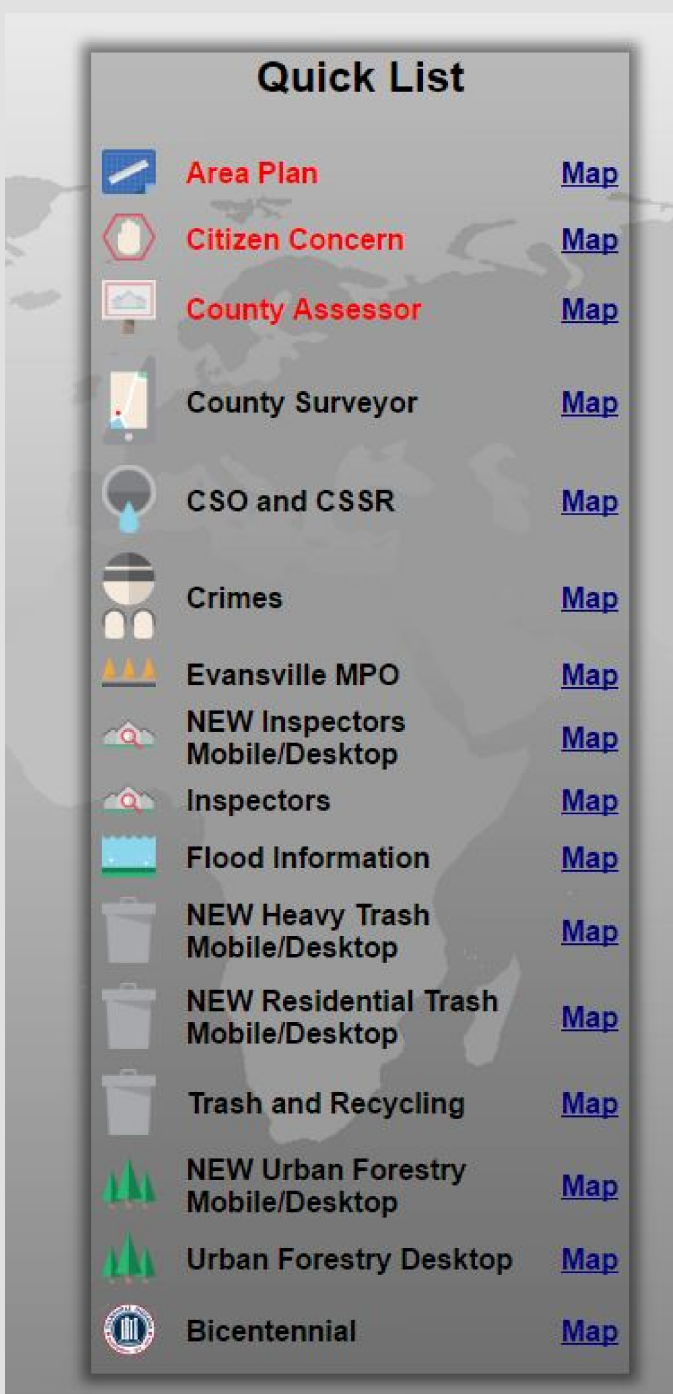 Quick List
Area Plan Map
Citizen Concern Map
County Assessor Map
County Surveyor Map
CSO and CSSR Map
Crimes Map
Evansville MPO Map
NEW Inspectors
Mobile/Desktop Map
Inspectors Map
Flood Information Map
NEW Heavy Trash
Mobile/Desktop Map
NEW Residential Trash
Mobile/Desktop Map
Trash and Recycling Map
NEW Urban Forestry
Mobile/Desktop Map
Urban Forestry Desktop Map
Bicentennial Map